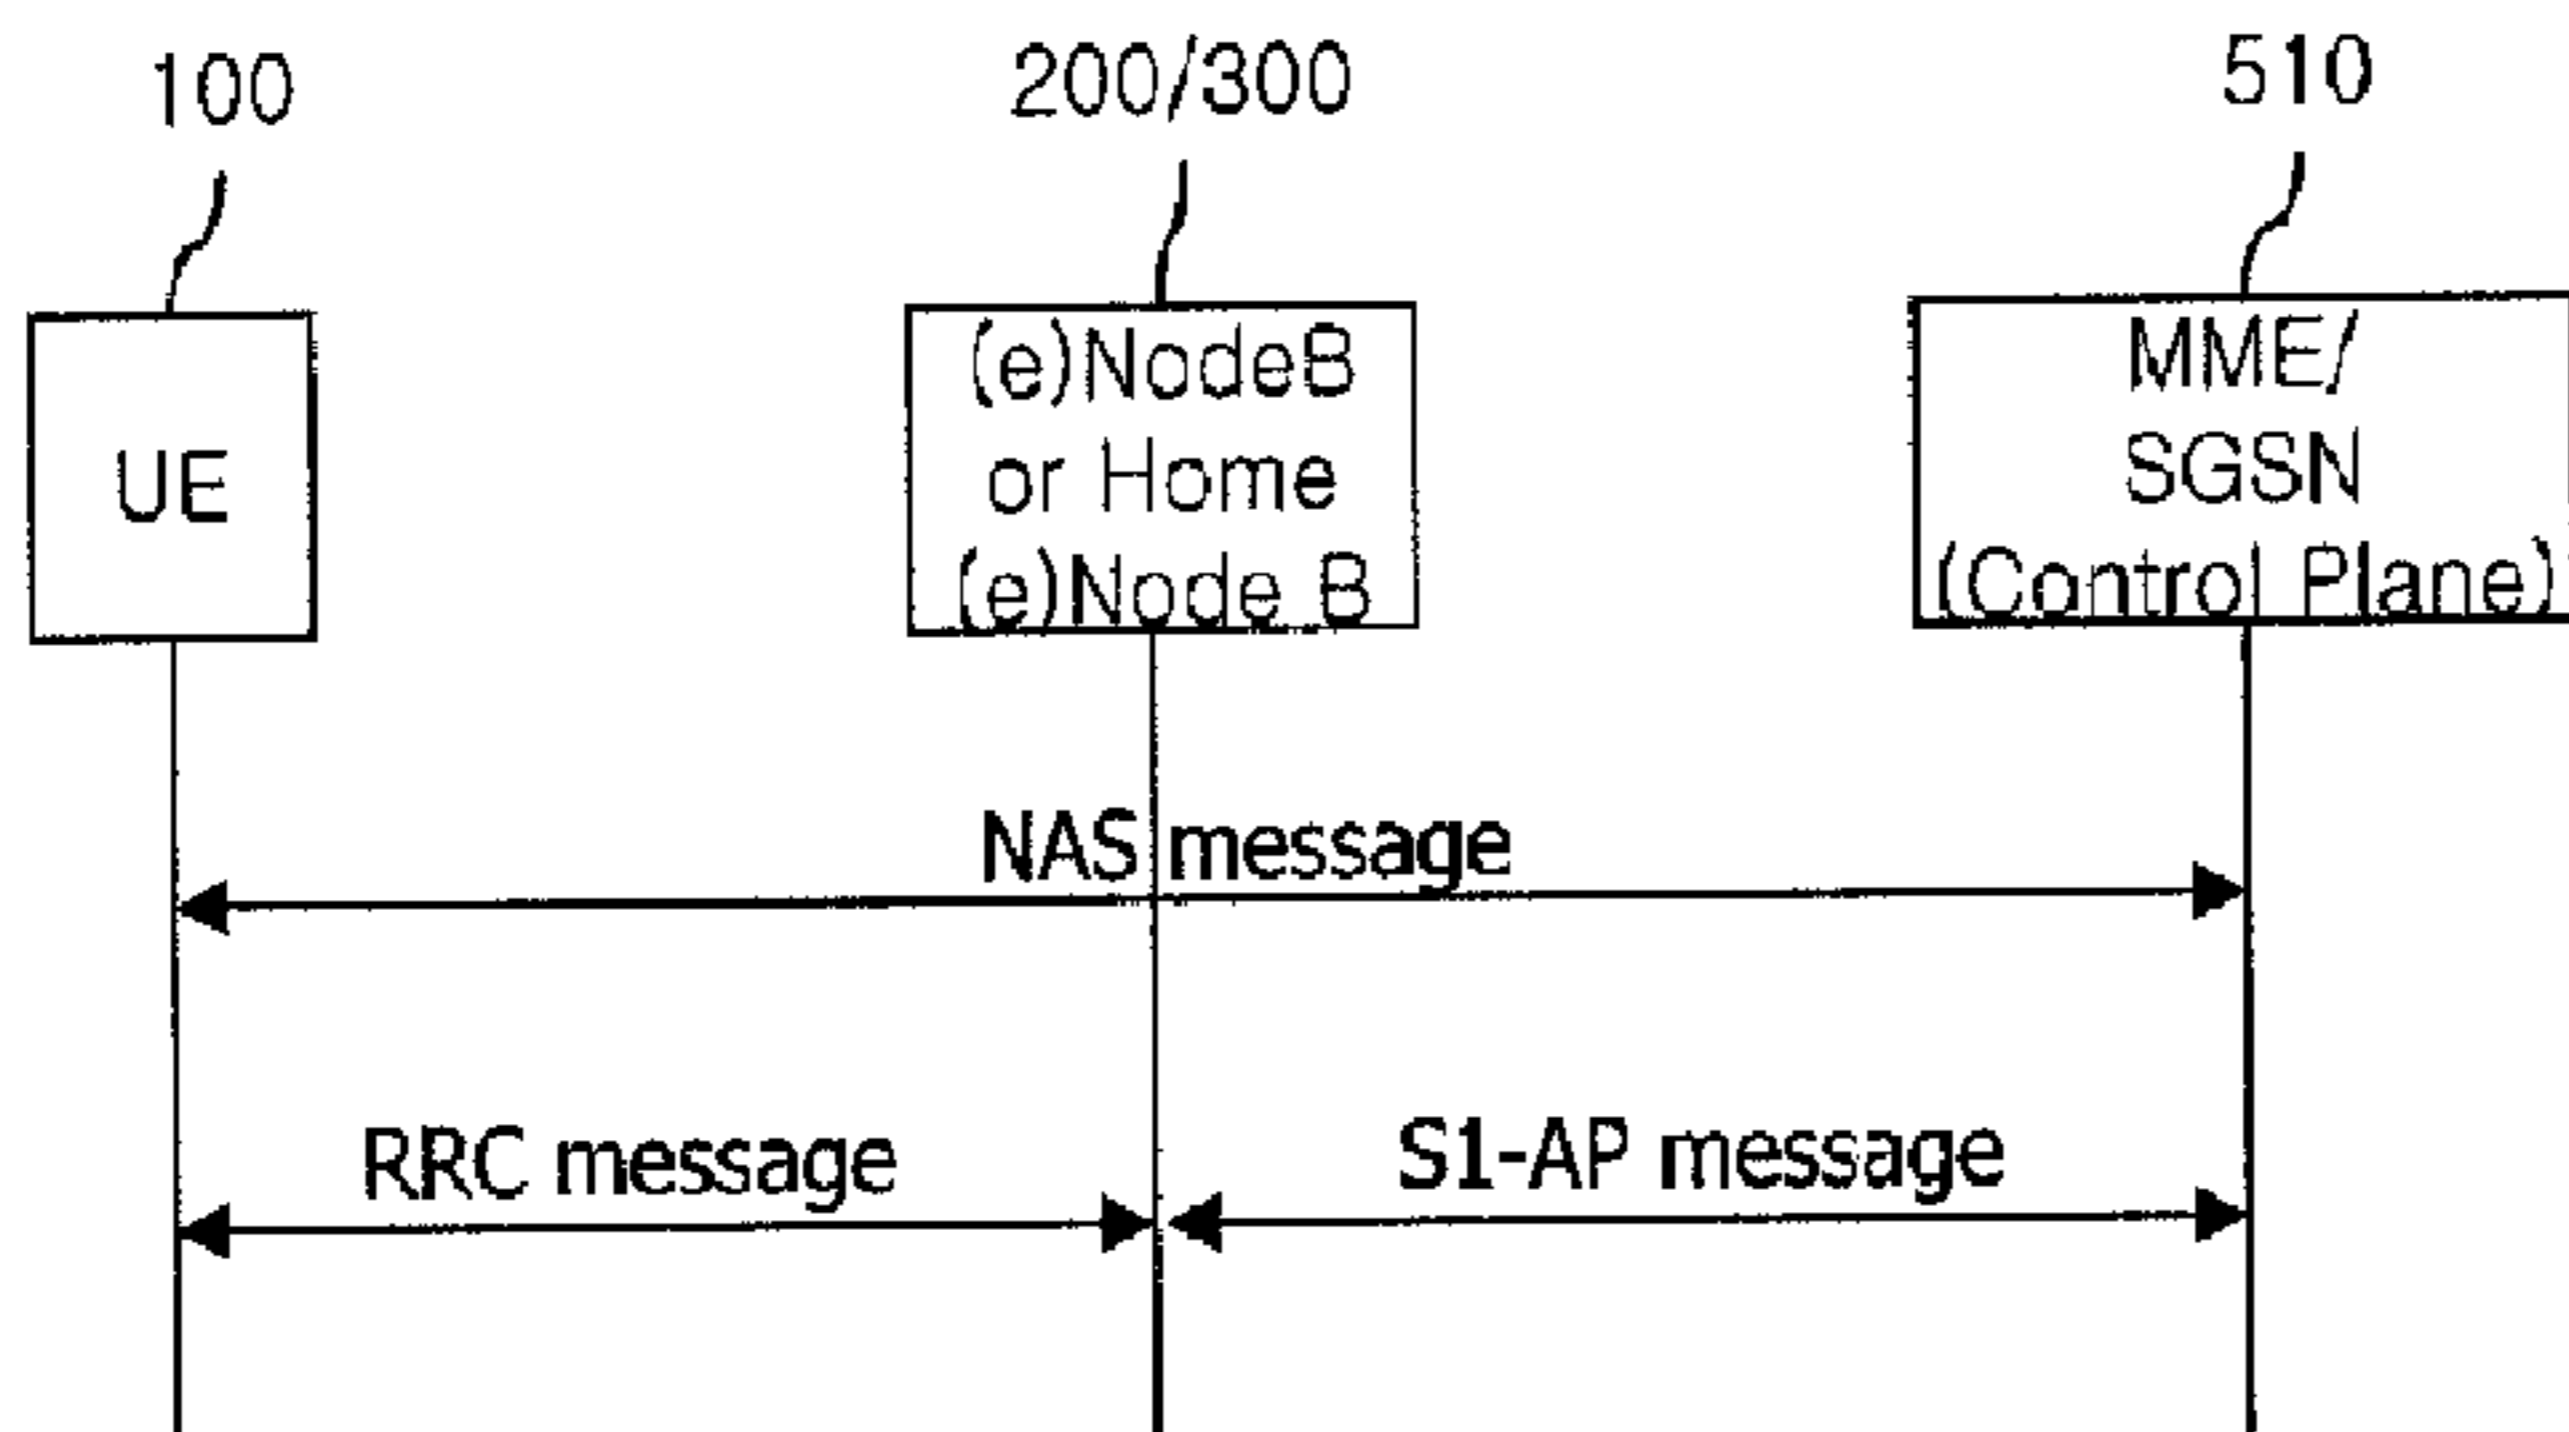 100
200/300
510
UE
(e)NodeB
or Home
(e)Node B
MME/
SGSN
(Control Plane)
NAS message
RRC message
S1-AP message